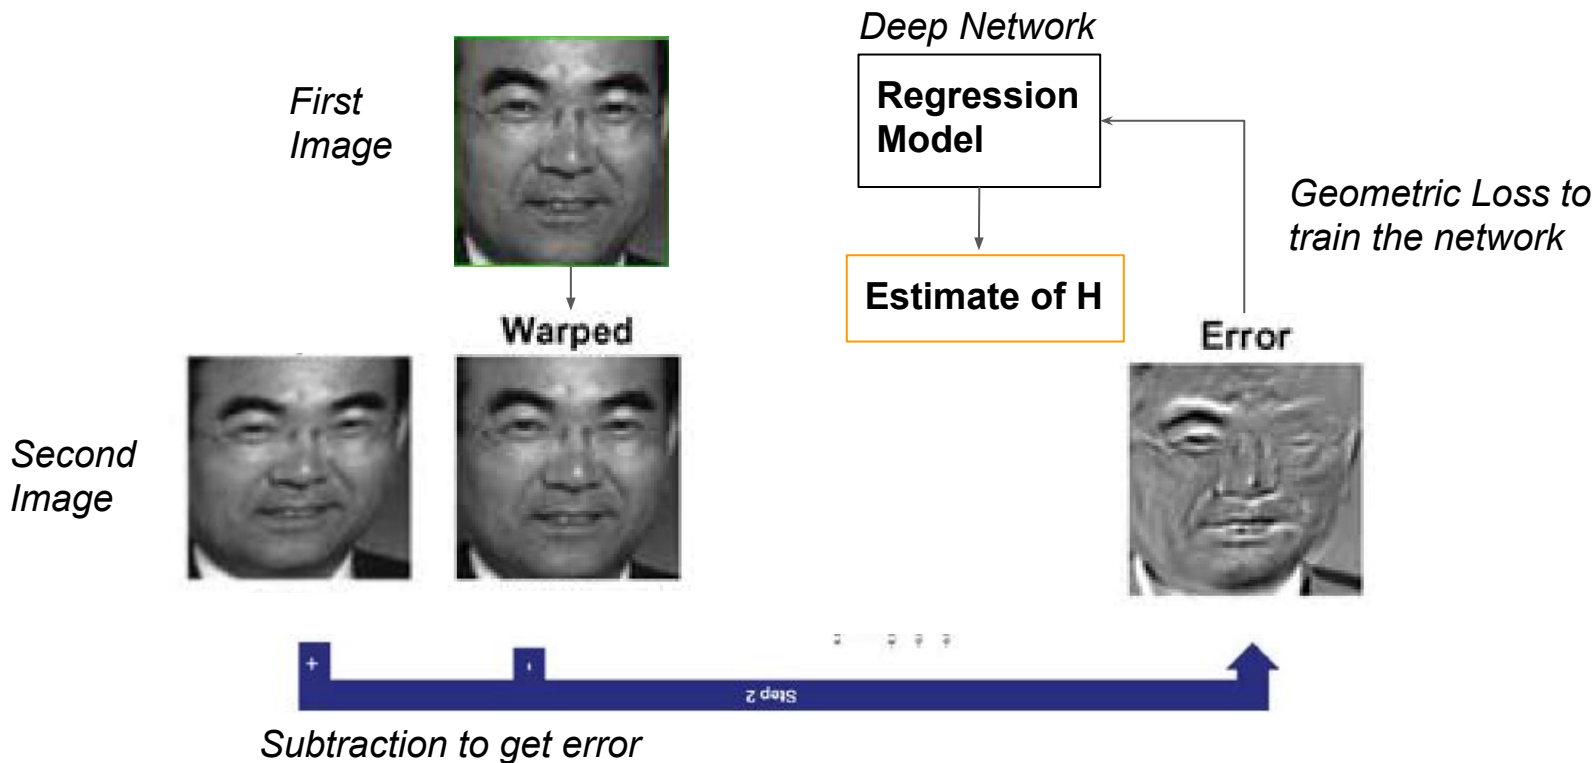 Deep Network
First
Image
Regression
Model
Geometric Loss to
train the network
Estimate of H
Warped
Error
Second
Image
+
-
Step 2
Subtraction to get error